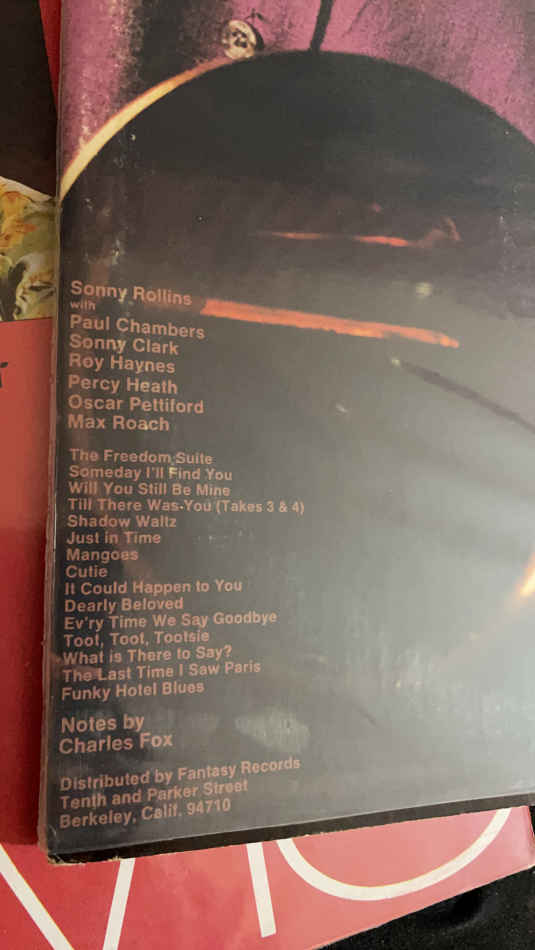 Sonny Rollins
with
Paul Chambers
Sonny Clark
Roy Haynes
Percy Heath
Oscar Pettiford
Max Roach
The Freedom Suite
Someday I'll Find You
Will You Still Be Mine
Till There Was You (Takes 3 & 4)
Shadow Waltz
Just in Time
Mangoes
Cutie
It Could Happen to You
Dearly Beloved
Ev'ry Time We Say Goodbye
Toot, Toot, Tootsie
What is There to Say?
The Last Time I Saw Paris
Funky Hotel Blues
Notes by
Charles Fox
Distributed by Fantasy Records
Tenth and Parker Street
Berkeley, Calif. 94710